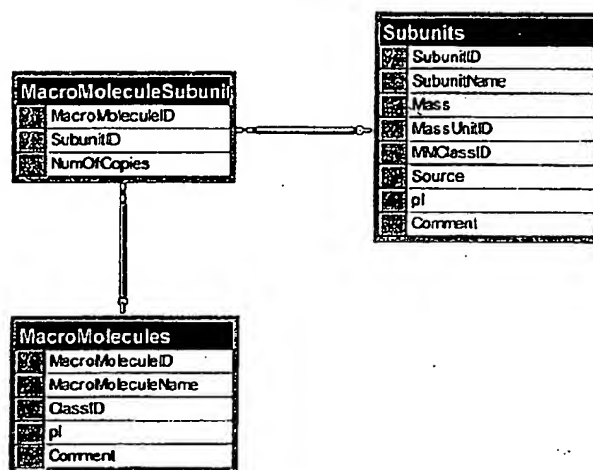 MacroMoleculeSubunit
MacroMoleculeID
SubunitID
NumOfCopies
Subunits
SubunitID
SubunitName
Mass
MassUnitID
MMClassID
Source
pI
Comment
MacroMolecules
MacroMoleculeID
MacroMoleculeName
ClassID
pI
Comment